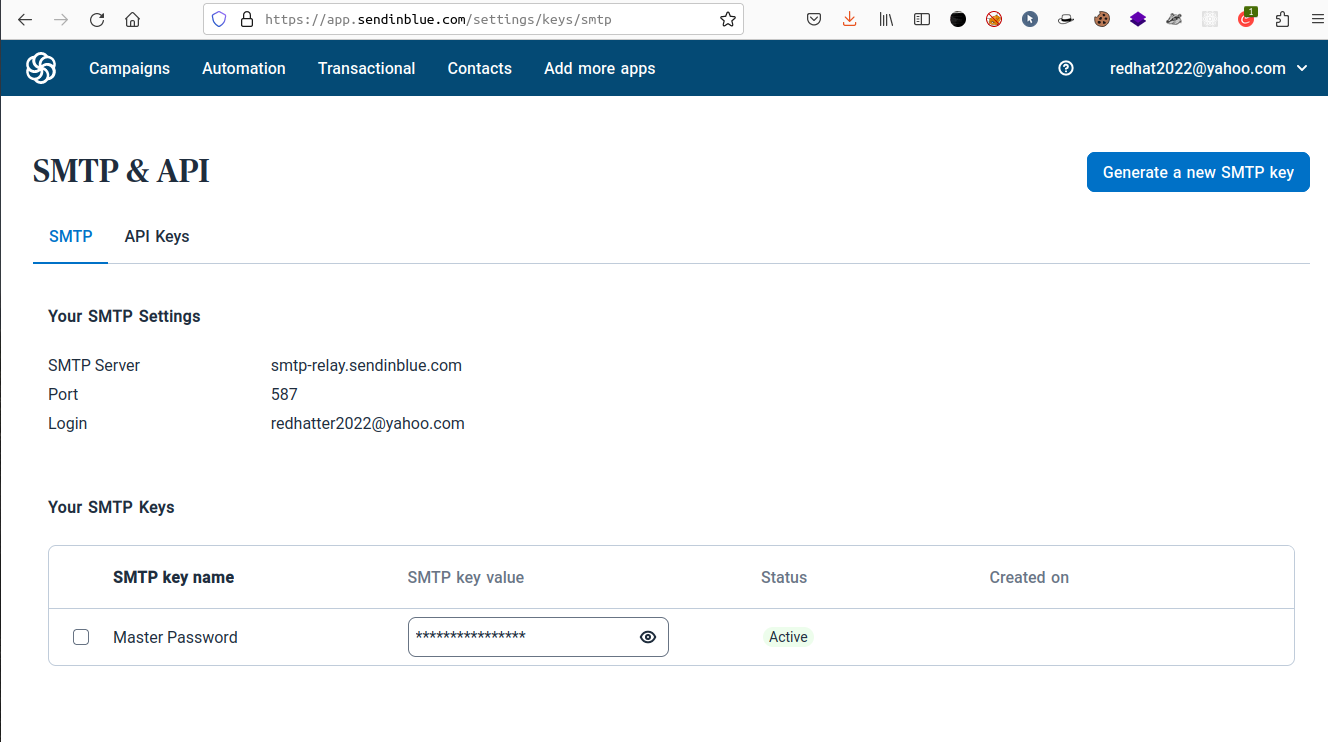 https://app.sendinblue.com/settings/keys/smtp
1
Campaigns Automation Transactional Contacts Add more apps redhat2022@yahoo.com
SMTP & API
Generate a new SMTP key
SMTP API Keys
Your SMTP Settings
SMTP Server smtp-relay.sendinblue.com
Port 587
Login redhatter2022@yahoo.com
Your SMTP Keys
SMTP key name SMTP key value Status Created on
Master Password **************** Active